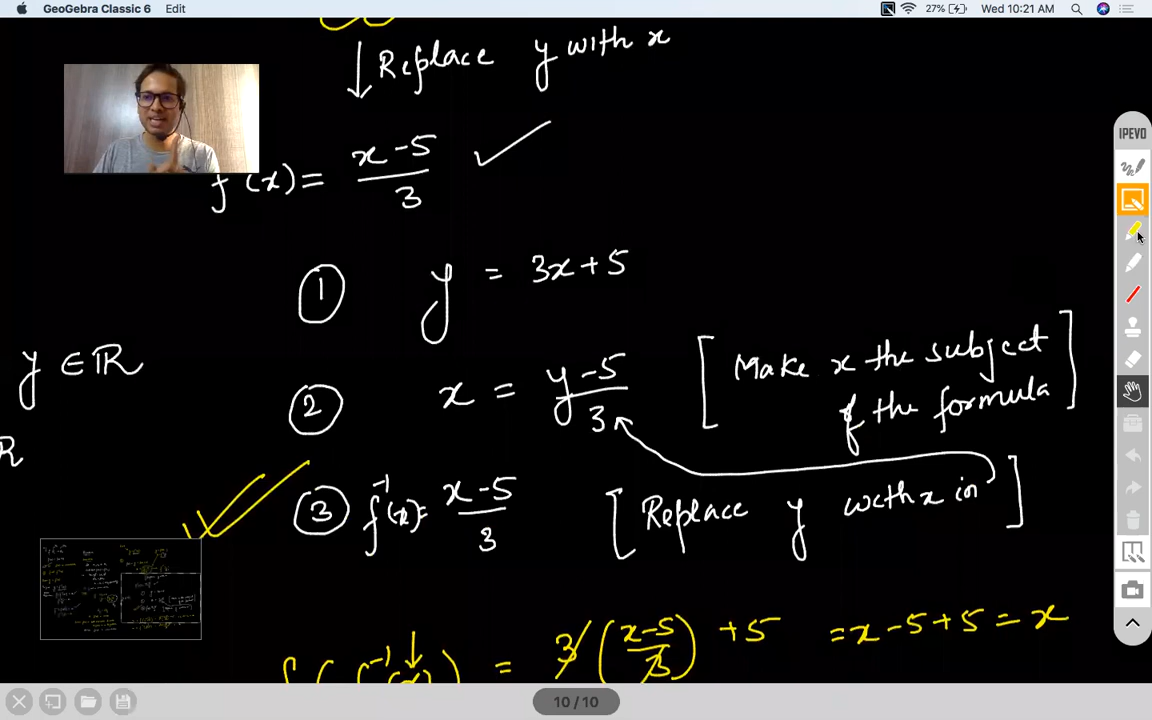 GeoGebra Classic 6 Edit 27% Wed 10:21 AM
Replace y with x
f (x) = x-5/3
IPEVO
① y = 3x+5
y ∈ ℝ
② x = y-5/3 [Make x the subject
of the formula]
R
③ f⁻¹(x) = x-5/3 [Replace y with x in]
f(f⁻¹(x)) = 3(x-5/3) +5 = x-5+5 = x
10/10